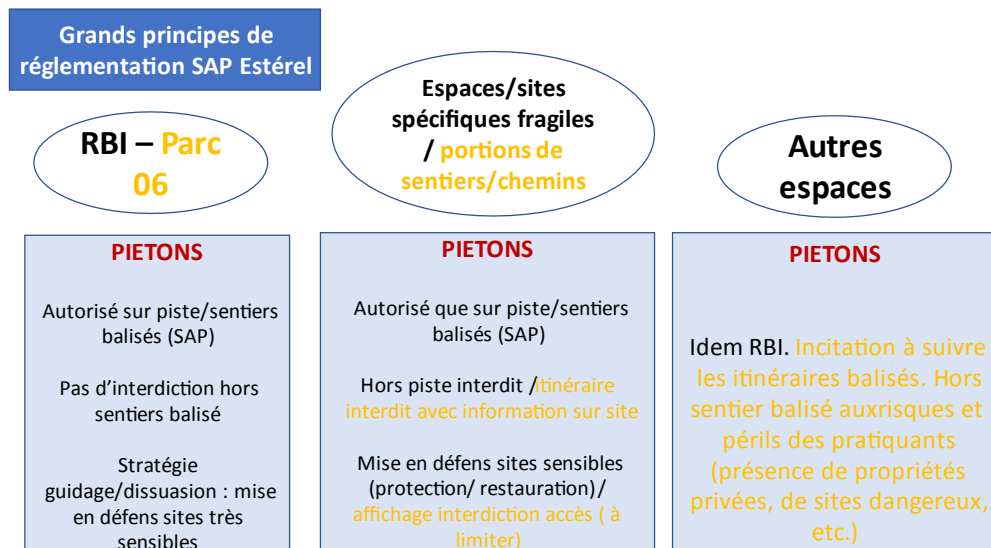 Grands principes de
réglementation SAP Estérel
RBI – Parc
06
PIETONS
Autorisé sur piste/sentiers
balisés (SAP)
Pas d'interdiction hors
sentiers balisé
Stratégie
guidage/dissuasion : mise
en défens sites très
sensibles
Espaces/sites
spécifiques fragiles
/ portions de
sentiers/chemins
PIETONS
Autorisé que sur piste/sentiers
balisés (SAP)
Hors piste interdit /Itinéraire
interdit avec information sur site
Mise en défens sites sensibles
(protection/ restauration)/
affichage interdiction accès ( à
limiter)
Autres
espaces
PIETONS
Idem RBI. Incitation à suivre
les itinéraires balisés. Hors
sentier balisé auxrisques et
périls des pratiquants
(présence de propriétés
privées, de sites dangereux,
etc.)